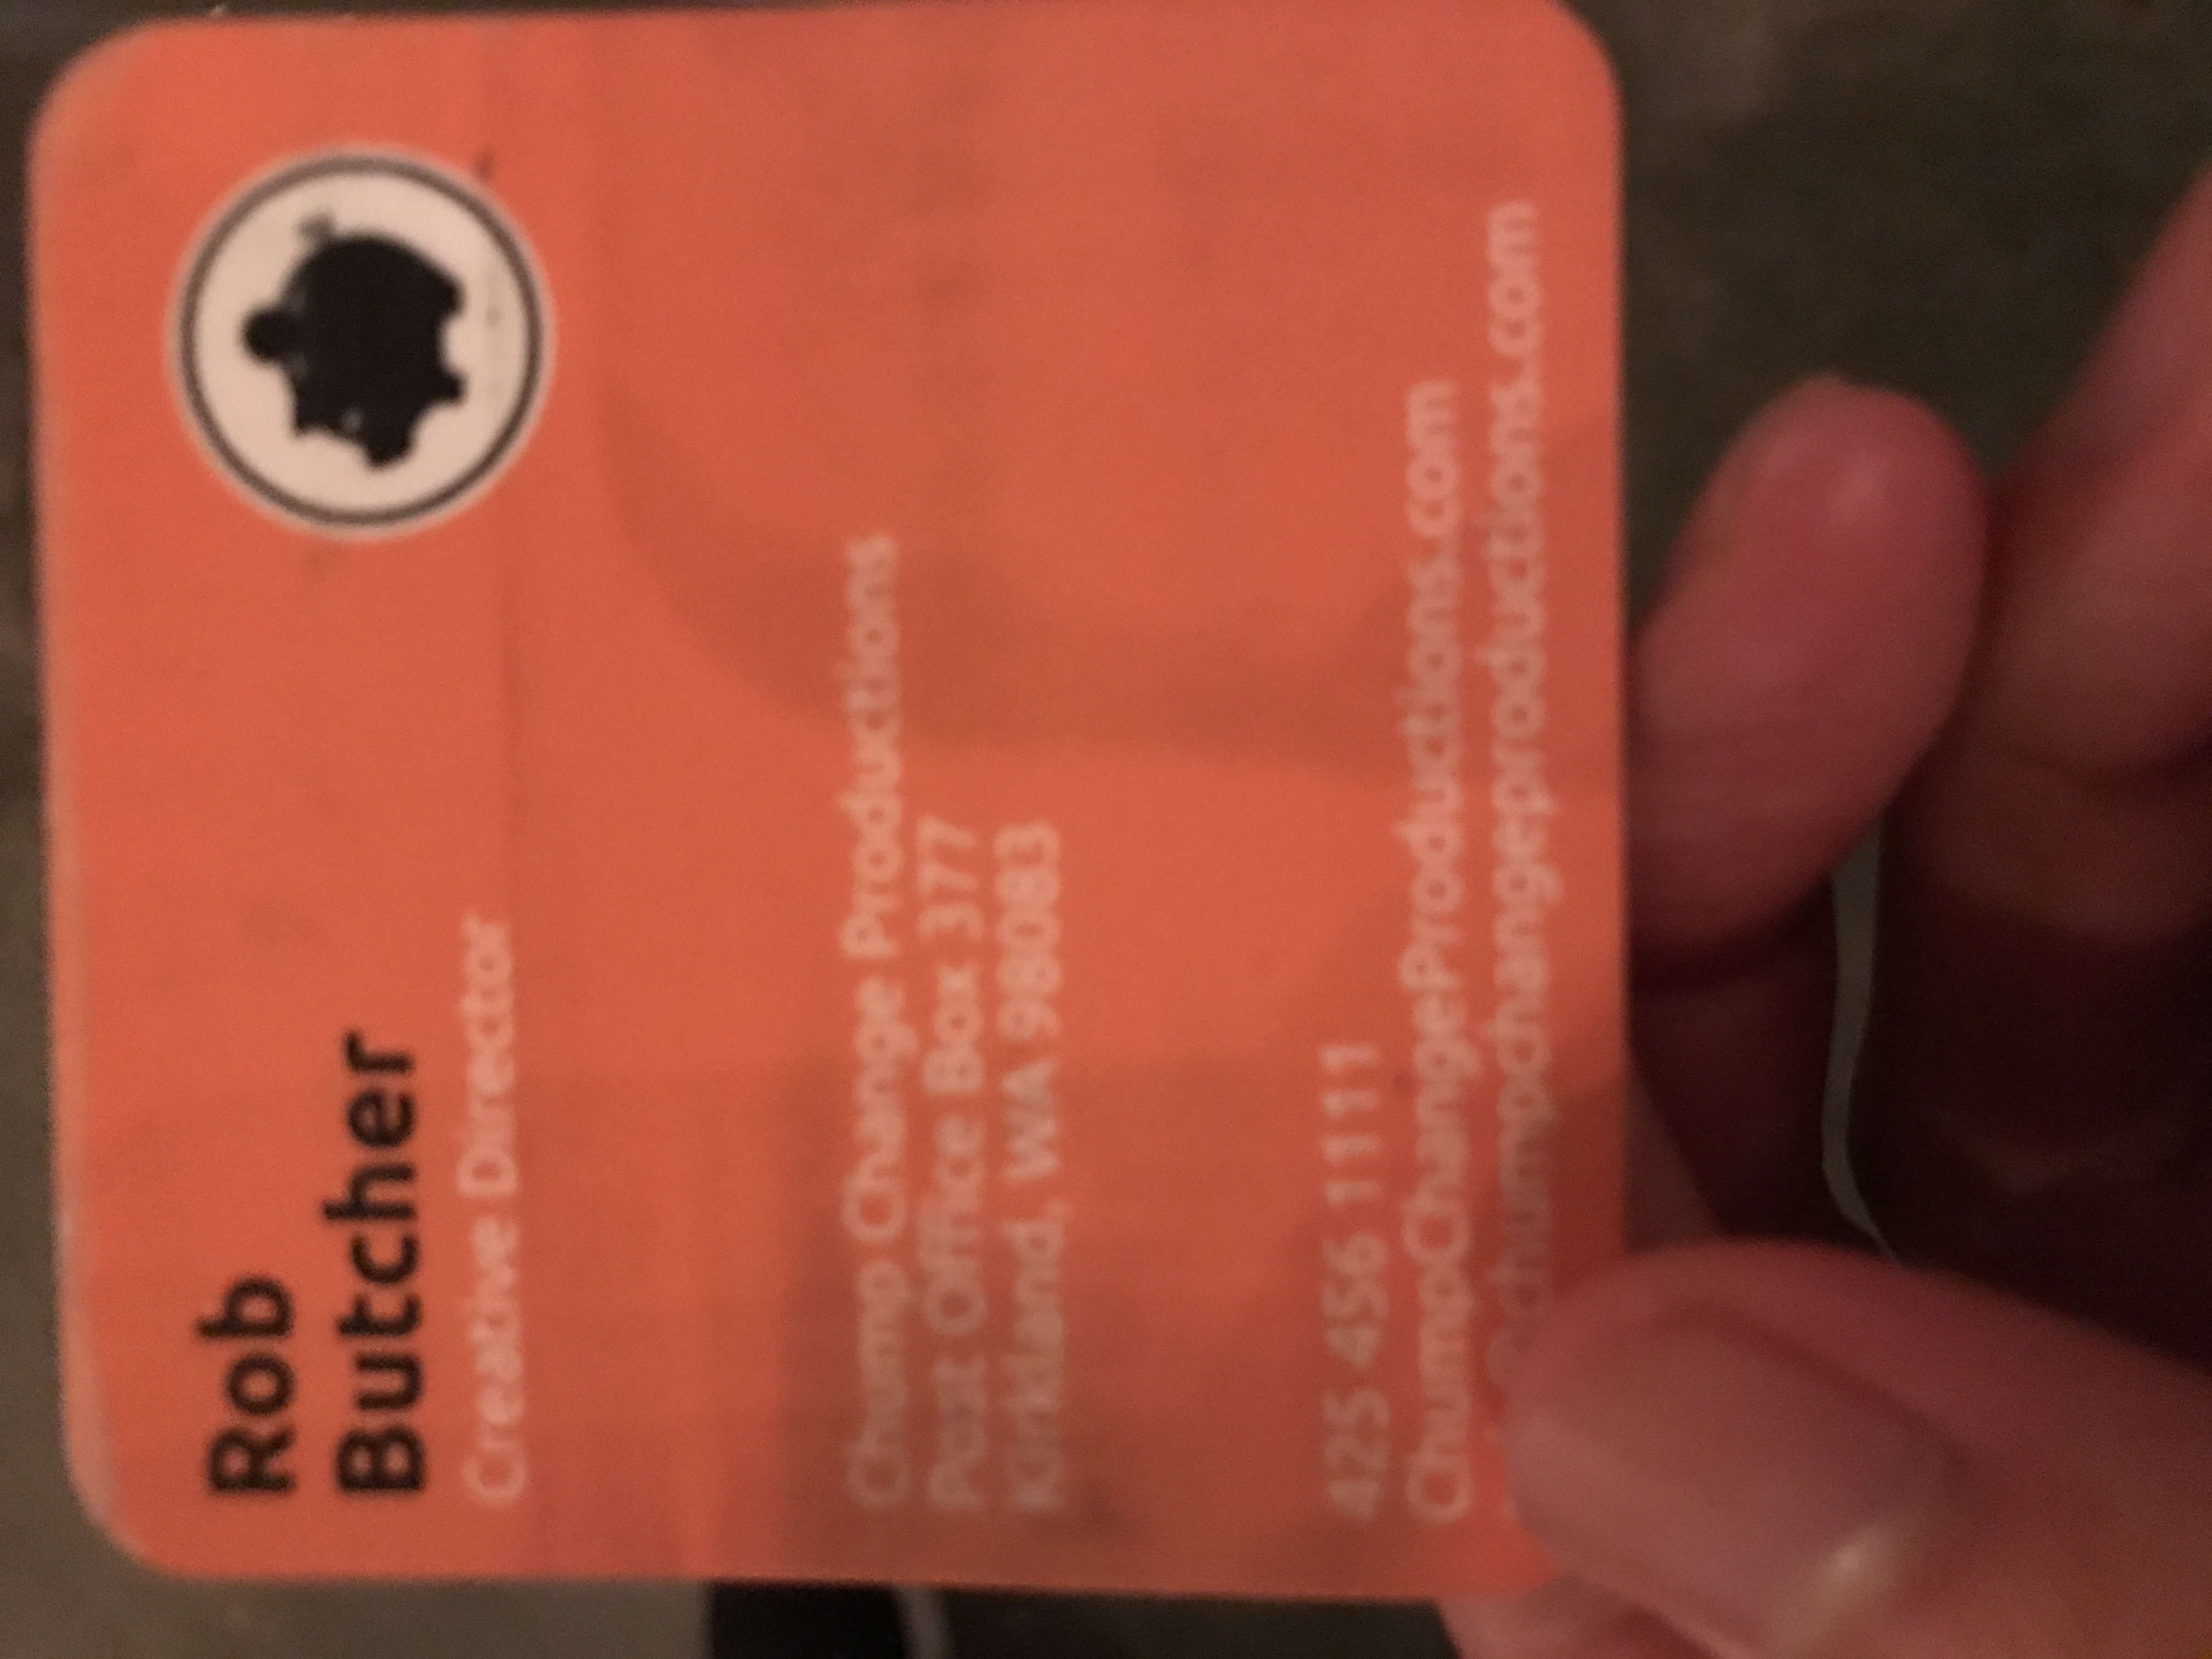 Rob
Butcher
Creative Director
Chump Change Productions
Post Office Box 377
Kirkland, WA 98083
425 456 1111
ChumpChangeProductions.com
@chumpchangeproductions.com